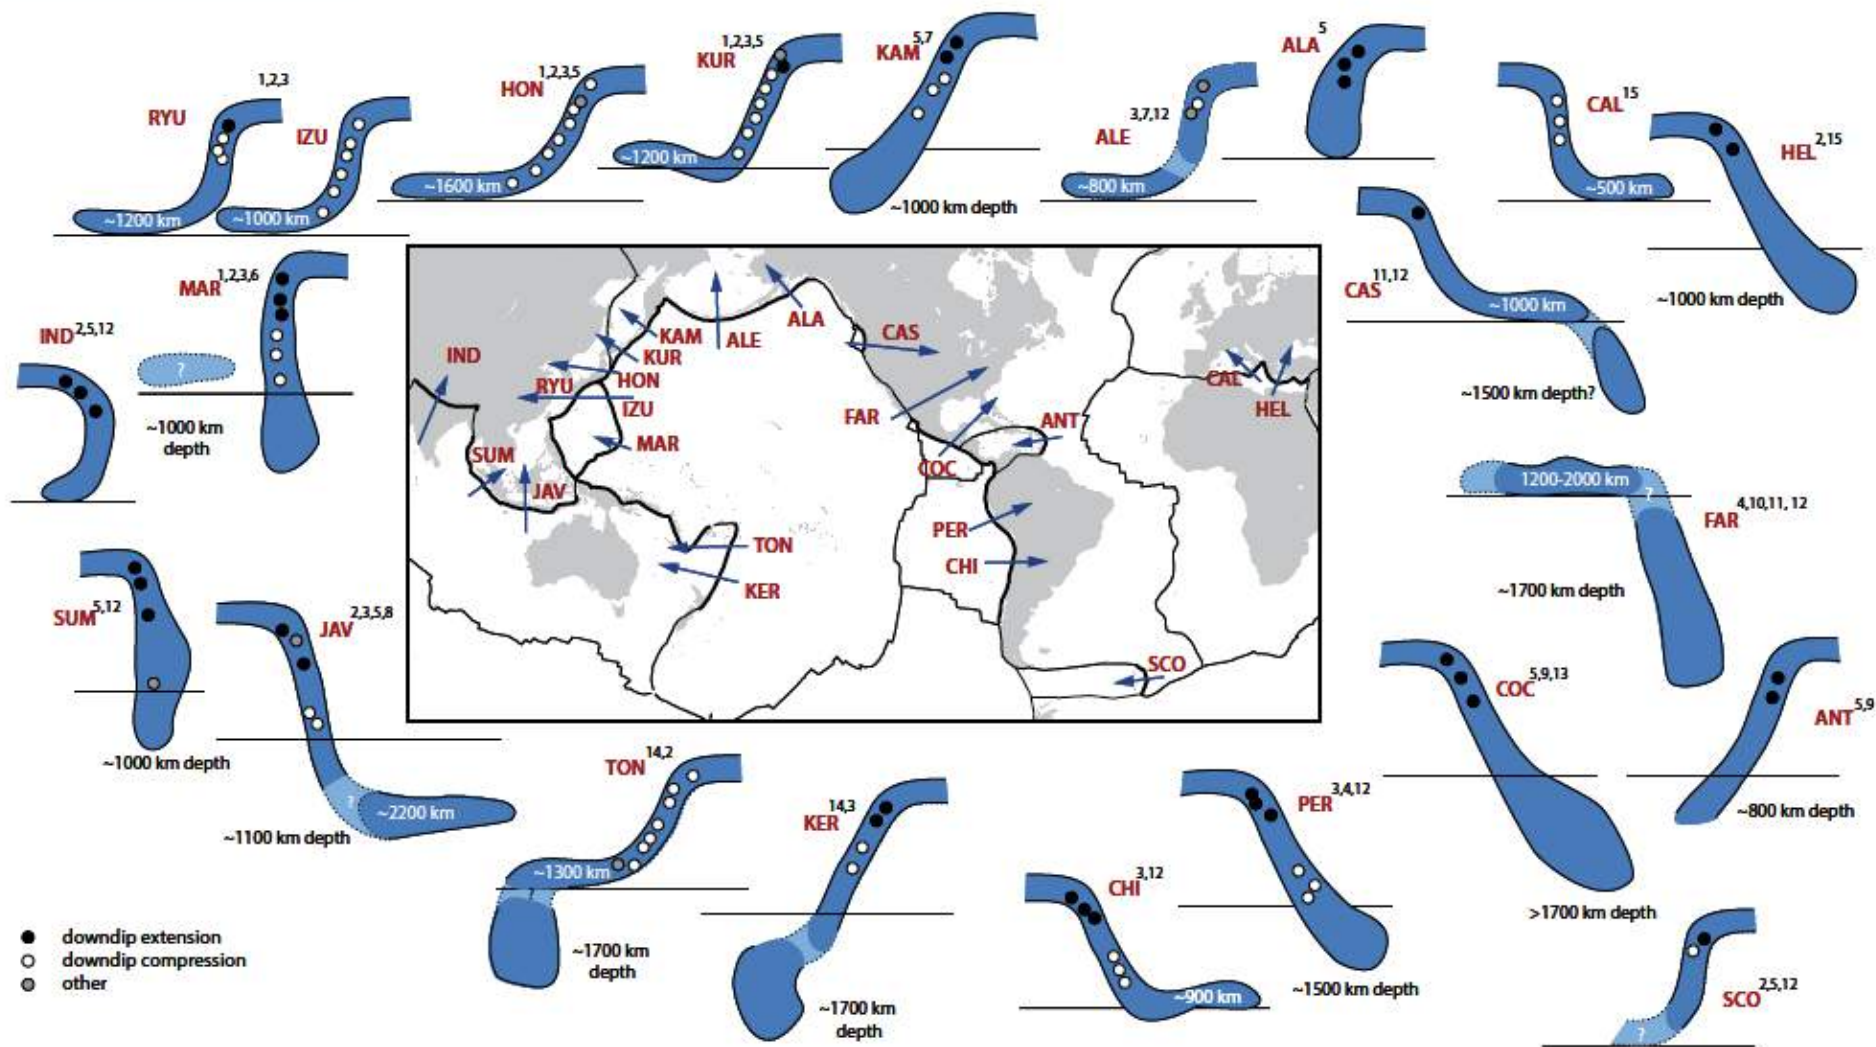 RYU
1,2,3
~1200 km
IZU
~1000 km
HON 1,2,3,5
~1600 km
KUR 1,2,3,5
~1200 km
KAM 5,7
~1000 km depth
ALE 3,7,12
~800 km
ALA 5
CAL 15
~500 km
HEL 2,15
~1000 km depth
IND 2,5,12
MAR 1,2,3,6
?
~1000 km
depth
CAS 11,12
~1000 km
~1500 km depth?
IND
KAM
KUR
HON
RYU
IZU
MAR
SUM
JAV
ALE
ALA
CAS
FAR
COC
ANT
CAL
HEL
PER
CHI
TON
KER
SCO
1200-2000 km
?
FAR 4,10,11, 12
~1700 km depth
SUM 5,12
~1000 km depth
JAV 2,3,5,8
?
~2200 km
~1100 km depth
TON 14,2
~1300 km
?
~1700 km
depth
KER 14,3
~1700 km
depth
CHI 3,12
~900 km
PER 3,4,12
~1500 km depth
COC 5,9,13
>1700 km depth
ANT 5,9
~800 km depth
SCO 2,5,12
?
downdip extension
downdip compression
other